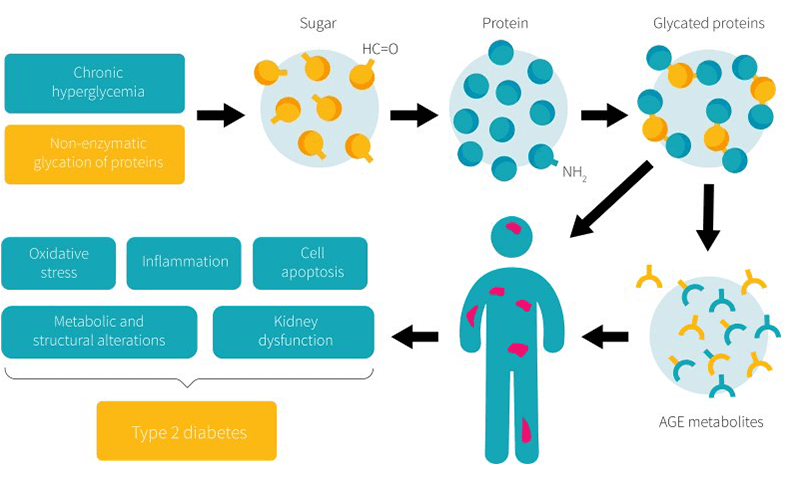 Sugar
Protein
Glycated proteins
HC=O
Chronic
hyperglycemia
Non-enzymatic
glycation of proteins
NH2
Oxidative
stress
Inflammation
Cell
apoptosis
Metabolic and
structural alterations
Kidney
dysfunction
AGE metabolites
Type 2 diabetes